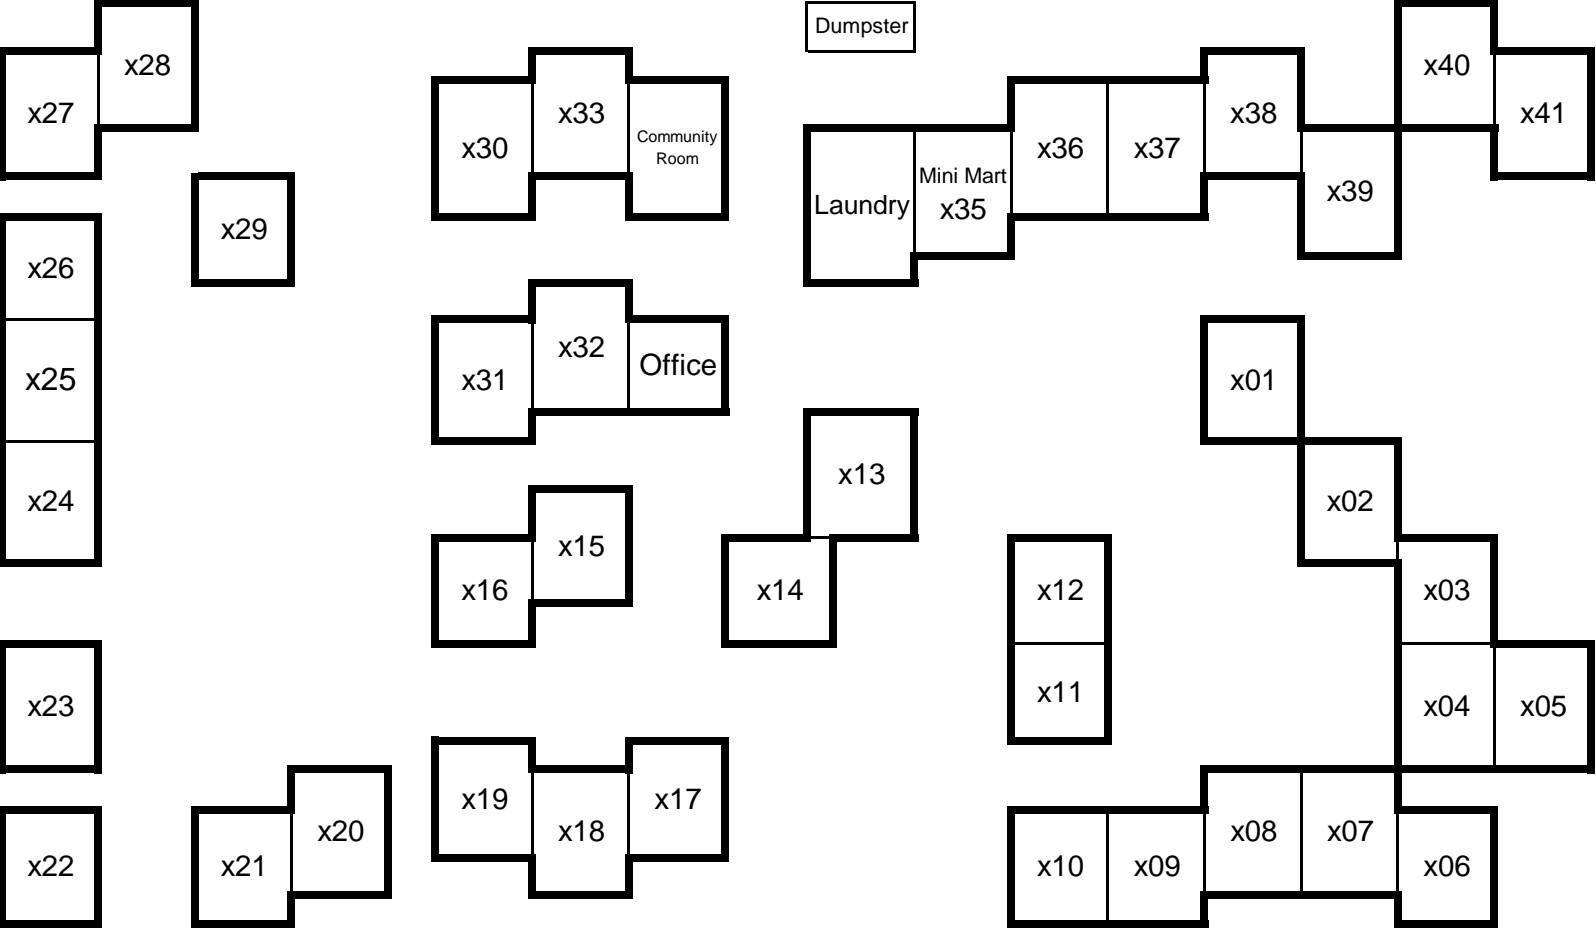 Dumpster
x28
x40
x27
x33
x38
x41
x30
Community
Room
x36
x37
Mini Mart
x35
Laundry
x39
x29
x26
x32
Office
x31
x25
x01
x13
x24
x02
x15
x16
x14
x12
x03
x11
x23
x04
x05
x19
x17
x20
x18
x08
x07
x22
x21
x10
x09
x06